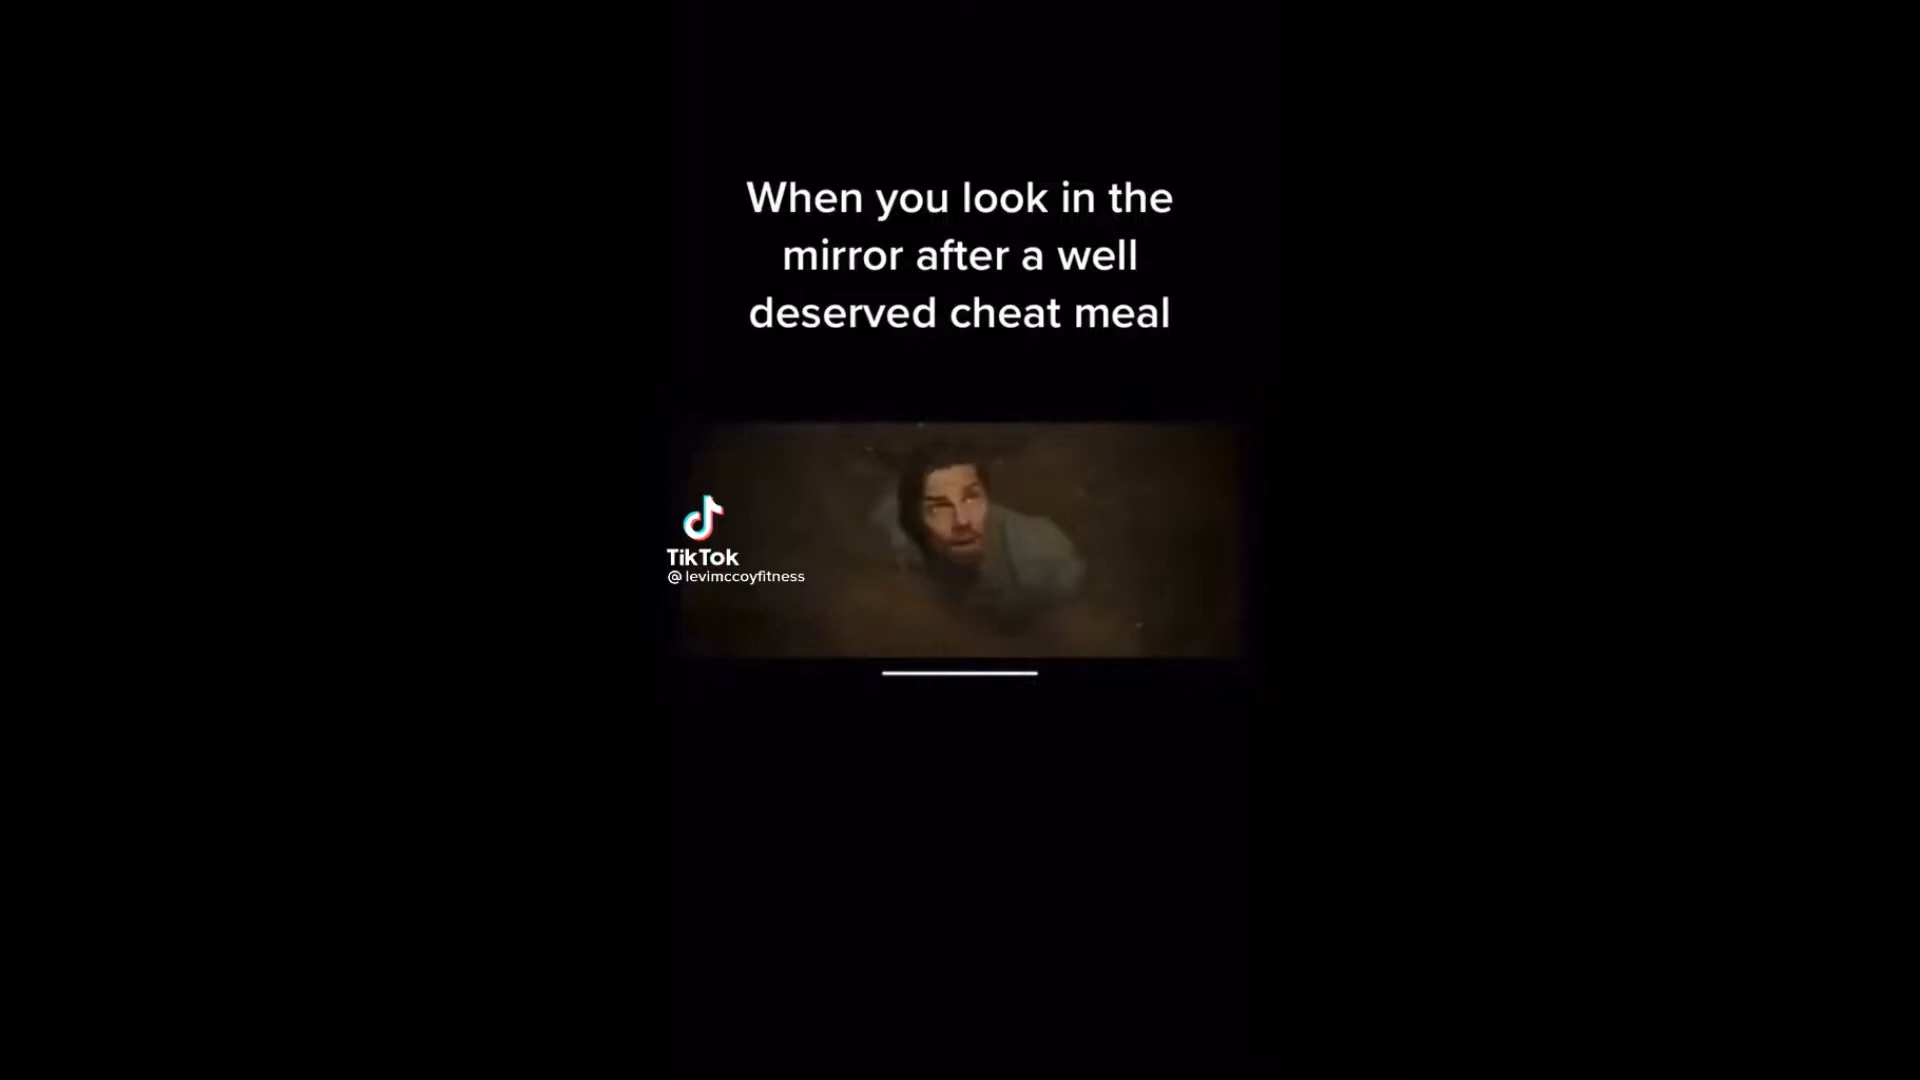 When you look in the
mirror after a well
deserved cheat meal
TikTok
@levimccoyfitness